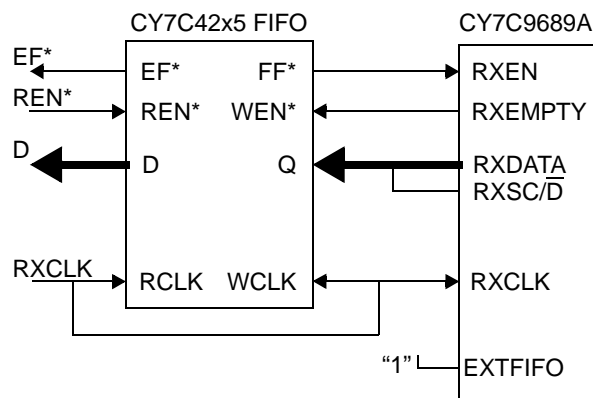 CY7C42x5 FIFO CY7C9689A
EF* EF* FF* RXEN
REN* REN* WEN* RXEMPTY
D D Q RXDATA
RXSC/D̅
RXCLK RCLK WCLK RXCLK
“1” EXTFIFO